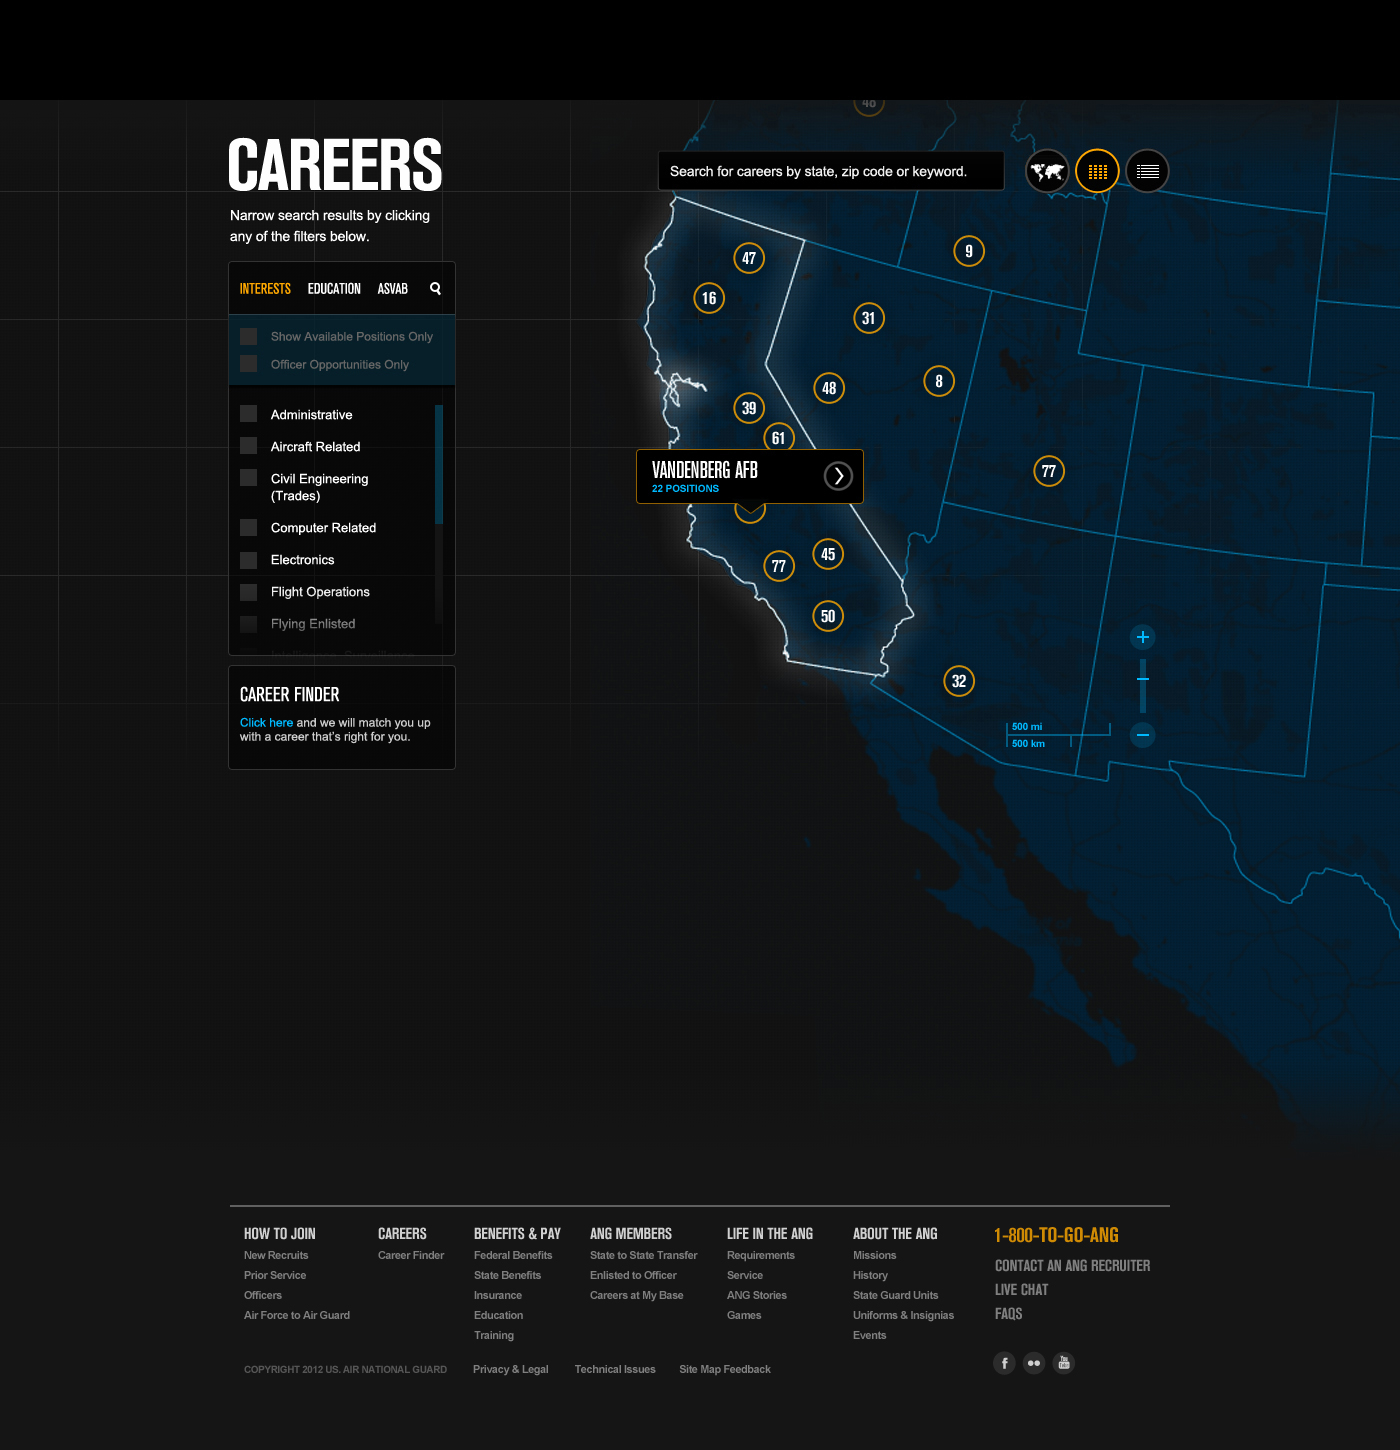 48
CAREERS
Narrow search results by clicking
any of the filters below.
Search for careers by state, zip code or keyword.
INTERESTS EDUCATION ASVAB
Show Available Positions Only
Officer Opportunities Only
Administrative
Aircraft Related
Civil Engineering
(Trades)
Computer Related
Electronics
Flight Operations
Flying Enlisted
CAREER FINDER
Click here and we will match you up
with a career that's right for you.
9
47
16
31
8
48
39
61
VANDENBERG AFB
22 POSITIONS
77
45
77
50
32
500 mi
500 km
HOW TO JOIN
New Recruits
Prior Service
Officers
Air Force to Air Guard
CAREERS
Career Finder
BENEFITS & PAY
Federal Benefits
State Benefits
Insurance
Education
Training
ANG MEMBERS
State to State Transfer
Enlisted to Officer
Careers at My Base
LIFE IN THE ANG
Requirements
Service
ANG Stories
Games
ABOUT THE ANG
Missions
History
State Guard Units
Uniforms & Insignias
Events
1-800-TO-GO-ANG
CONTACT AN ANG RECRUITER
LIVE CHAT
FAQS
COPYRIGHT 2012 US. AIR NATIONAL GUARD Privacy & Legal Technical Issues Site Map Feedback
f
You
Tube